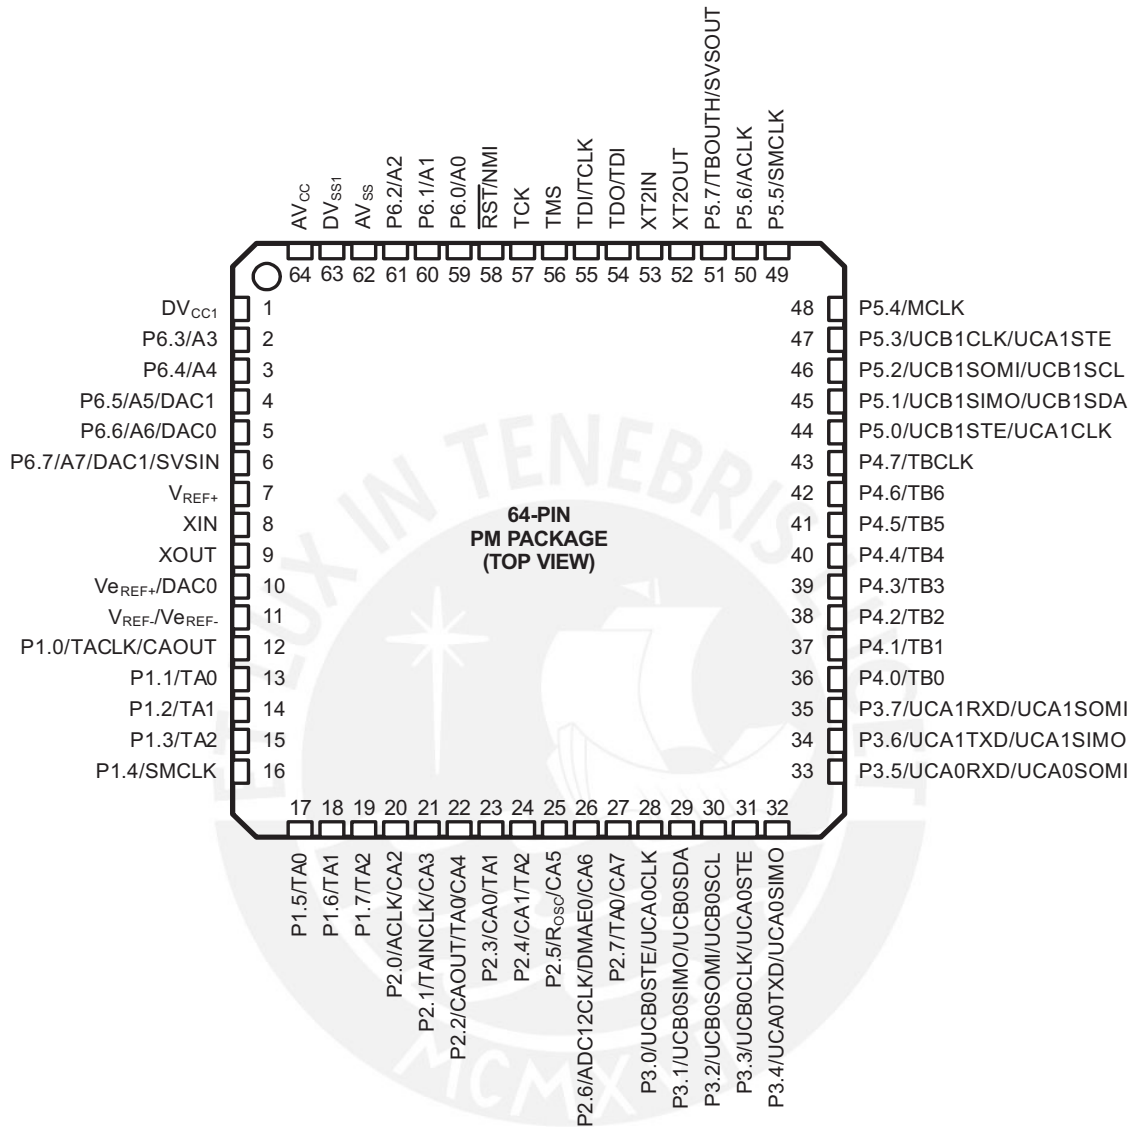 AVCC
DVSS1
AVSS
P6.2/A2
P6.1/A1
P6.0/A0
RST/NMI
TCK
TMS
TDI/TCLK
TDO/TDI
XT2IN
XT2OUT
P5.7/TBOUTH/SVSOUT
P5.6/ACLK
P5.5/SMCLK
64 63 62 61 60 59 58 57 56 55 54 53 52 51 50 49
DVCC1 1
P6.3/A3 2
P6.4/A4 3
P6.5/A5/DAC1 4
P6.6/A6/DAC0 5
P6.7/A7/DAC1/SVSIN 6
VREF+ 7
XIN 8
XOUT 9
VeREF+/DAC0 10
VREF-/VeREF- 11
P1.0/TACLK/CAOUT 12
P1.1/TA0 13
P1.2/TA1 14
P1.3/TA2 15
P1.4/SMCLK 16
64-PIN
PM PACKAGE
(TOP VIEW)
48 P5.4/MCLK
47 P5.3/UCB1CLK/UCA1STE
46 P5.2/UCB1SOMI/UCB1SCL
45 P5.1/UCB1SIMO/UCB1SDA
44 P5.0/UCB1STE/UCA1CLK
43 P4.7/TBCLK
42 P4.6/TB6
41 P4.5/TB5
40 P4.4/TB4
39 P4.3/TB3
38 P4.2/TB2
37 P4.1/TB1
36 P4.0/TB0
35 P3.7/UCA1RXD/UCA1SOMI
34 P3.6/UCA1TXD/UCA1SIMO
33 P3.5/UCA0RXD/UCA0SOMI
17 18 19 20 21 22 23 24 25 26 27 28 29 30 31 32
P1.5/TA0
P1.6/TA1
P1.7/TA2
P2.0/ACLK/CA2
P2.1/TAINCLK/CA3
P2.2/CAOUT/TA0/CA4
P2.3/CA0/TA1
P2.4/CA1/TA2
P2.5/ROSC/CA5
P2.6/ADC12CLK/DMAE0/CA6
P2.7/TA0/CA7
P3.0/UCB0STE/UCA0CLK
P3.1/UCB0SIMO/UCB0SDA
P3.2/UCB0SOMI/UCB0SCL
P3.3/UCB0CLK/UCA0STE
P3.4/UCA0TXD/UCA0SIMO
ET LUX IN TENEBRIS LUCET